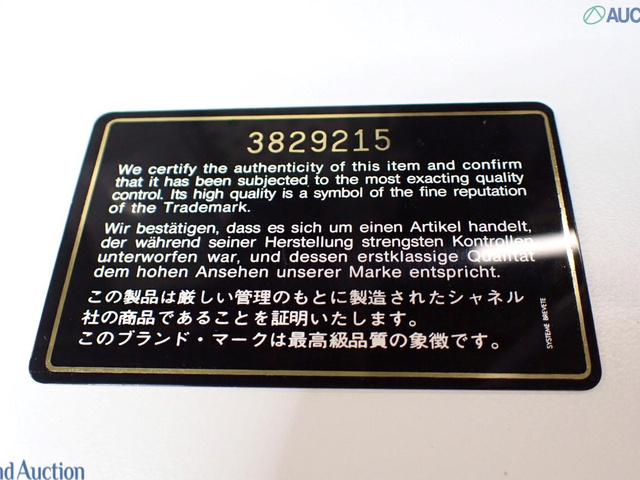 AUC
3829215
We certify the authenticity of this item and confirm
that it has been subjected to the most exacting quality
control. Its high quality is a symbol of the fine reputation
of the Trademark.
Wir bestätigen, dass es sich um einen Artikel handelt,
der während seiner Herstellung strengsten Kontrollen
unterworfen war, und dessen erstklassige Qualität
dem hohen Ansehen unserer Marke entspricht.
この製品は厳しい管理のもとに製造されたシャネル
社の商品であることを証明いたします。
このブランド・マークは最高級品質の象徴です。
SYSTEME BREVETE
nd Auction